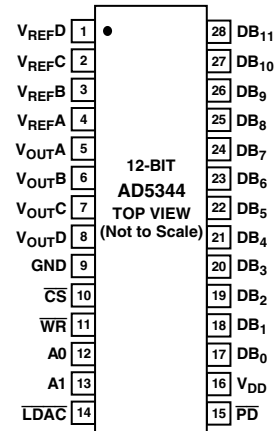 VREFD 1 28 DB11
VREFC 2 27 DB10
VREFB 3 26 DB9
VREFA 4 25 DB8
VOUTA 5 24 DB7
VOUTB 6 23 DB6
VOUTC 7 22 DB5
VOUTD 8 21 DB4
GND 9 20 DB3
CS 10 19 DB2
WR 11 18 DB1
A0 12 17 DB0
A1 13 16 VDD
LDAC 14 15 PD
12-BIT
AD5344
TOP VIEW
(Not to Scale)